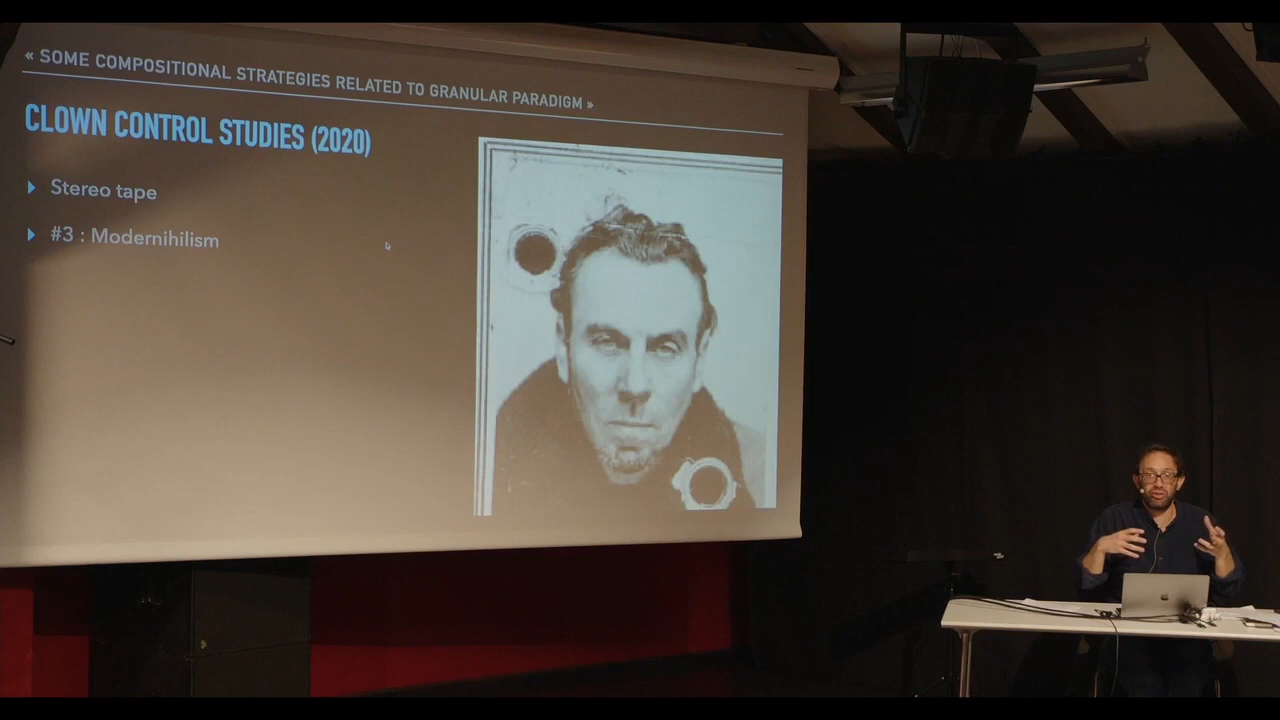 « SOME COMPOSITIONAL STRATEGIES RELATED TO GRANULAR PARADIGM »
CLOWN CONTROL STUDIES (2020)
Stereo tape
#3 : Modernihilism